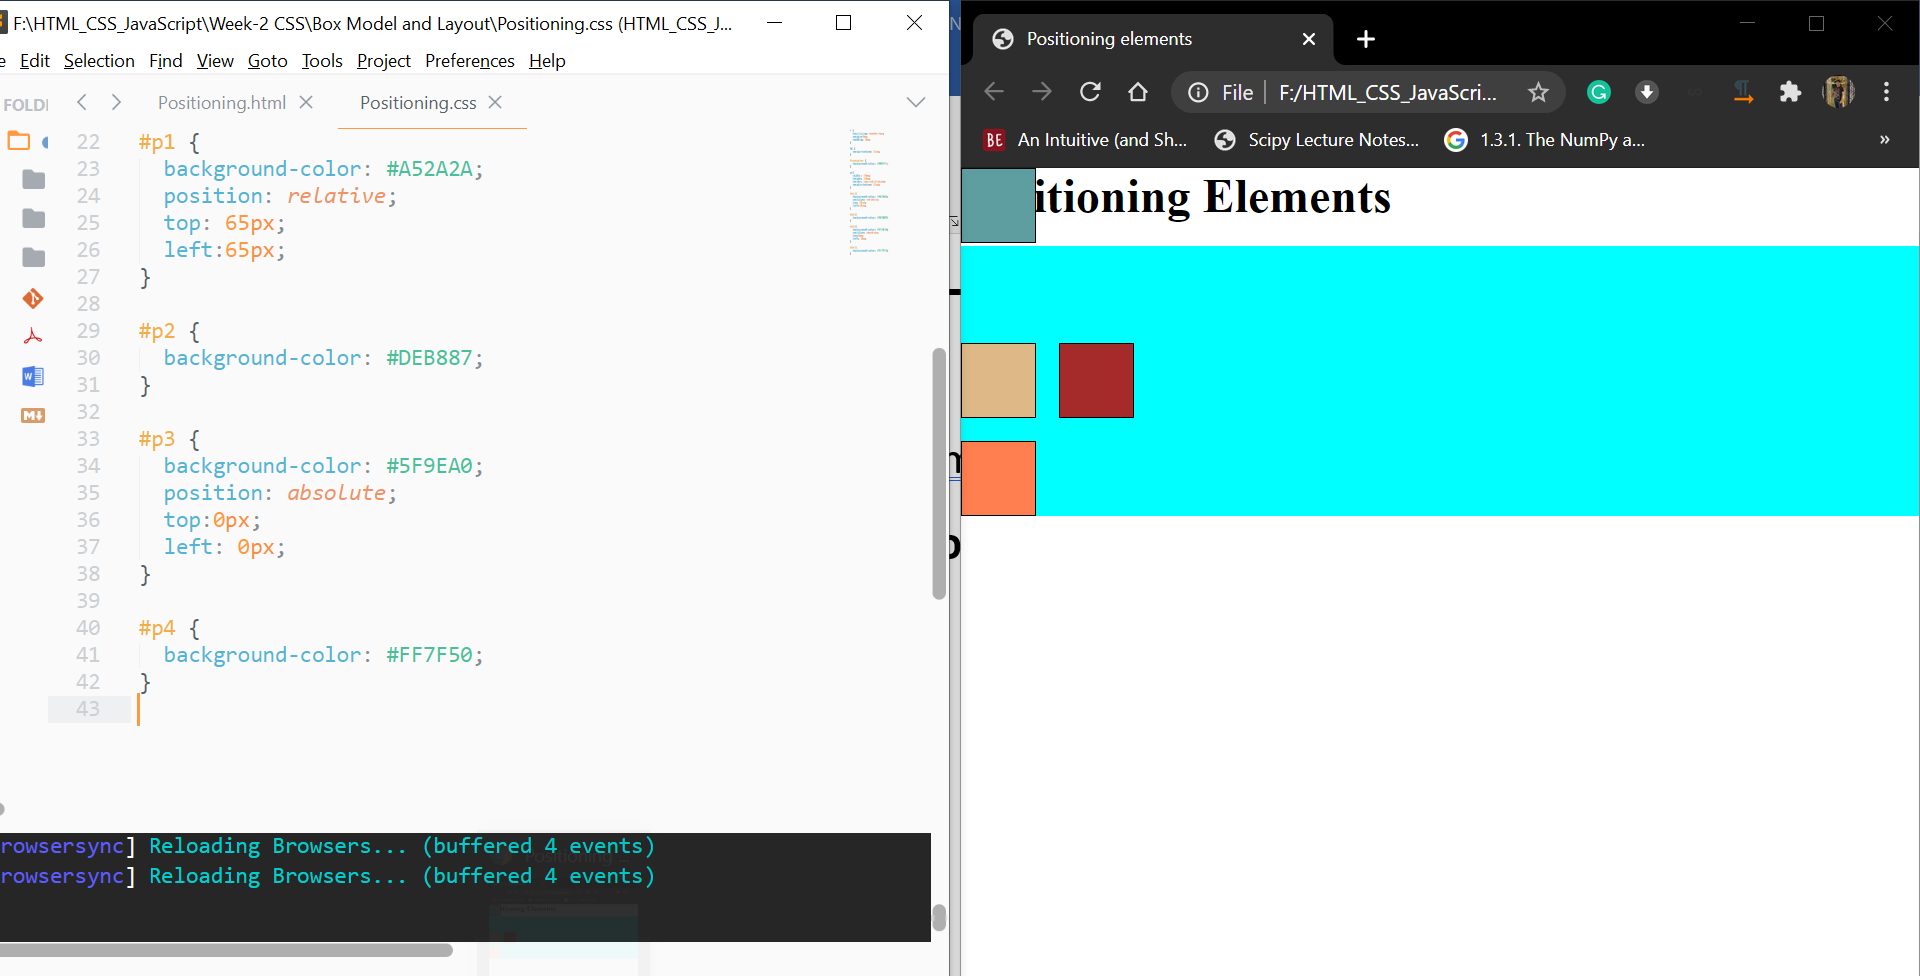 F:\HTML_CSS_JavaScript\Week-2 CSS\Box Model and Layout\Positioning.css (HTML_CSS_J...
e Edit Selection Find View Goto Tools Project Preferences Help
FOLDI
Positioning.html
Positioning.css
22 #p1 {
23 background-color: #A52A2A;
24 position: relative;
25 top: 65px;
26 left:65px;
27 }
28
29 #p2 {
30 background-color: #DEB887;
31 }
32
33 #p3 {
34 background-color: #5F9EA0;
35 position: absolute;
36 top:0px;
37 left: 0px;
38 }
39
40 #p4 {
41 background-color: #FF7F50;
42 }
43
rowsersync] Reloading Browsers... (buffered 4 events)
rowsersync] Reloading Browsers... (buffered 4 events)
Positioning elements
File F:/HTML_CSS_JavaScri...
BE An Intuitive (and Sh... Scipy Lecture Notes... 1.3.1. The NumPy a... »
itioning Elements